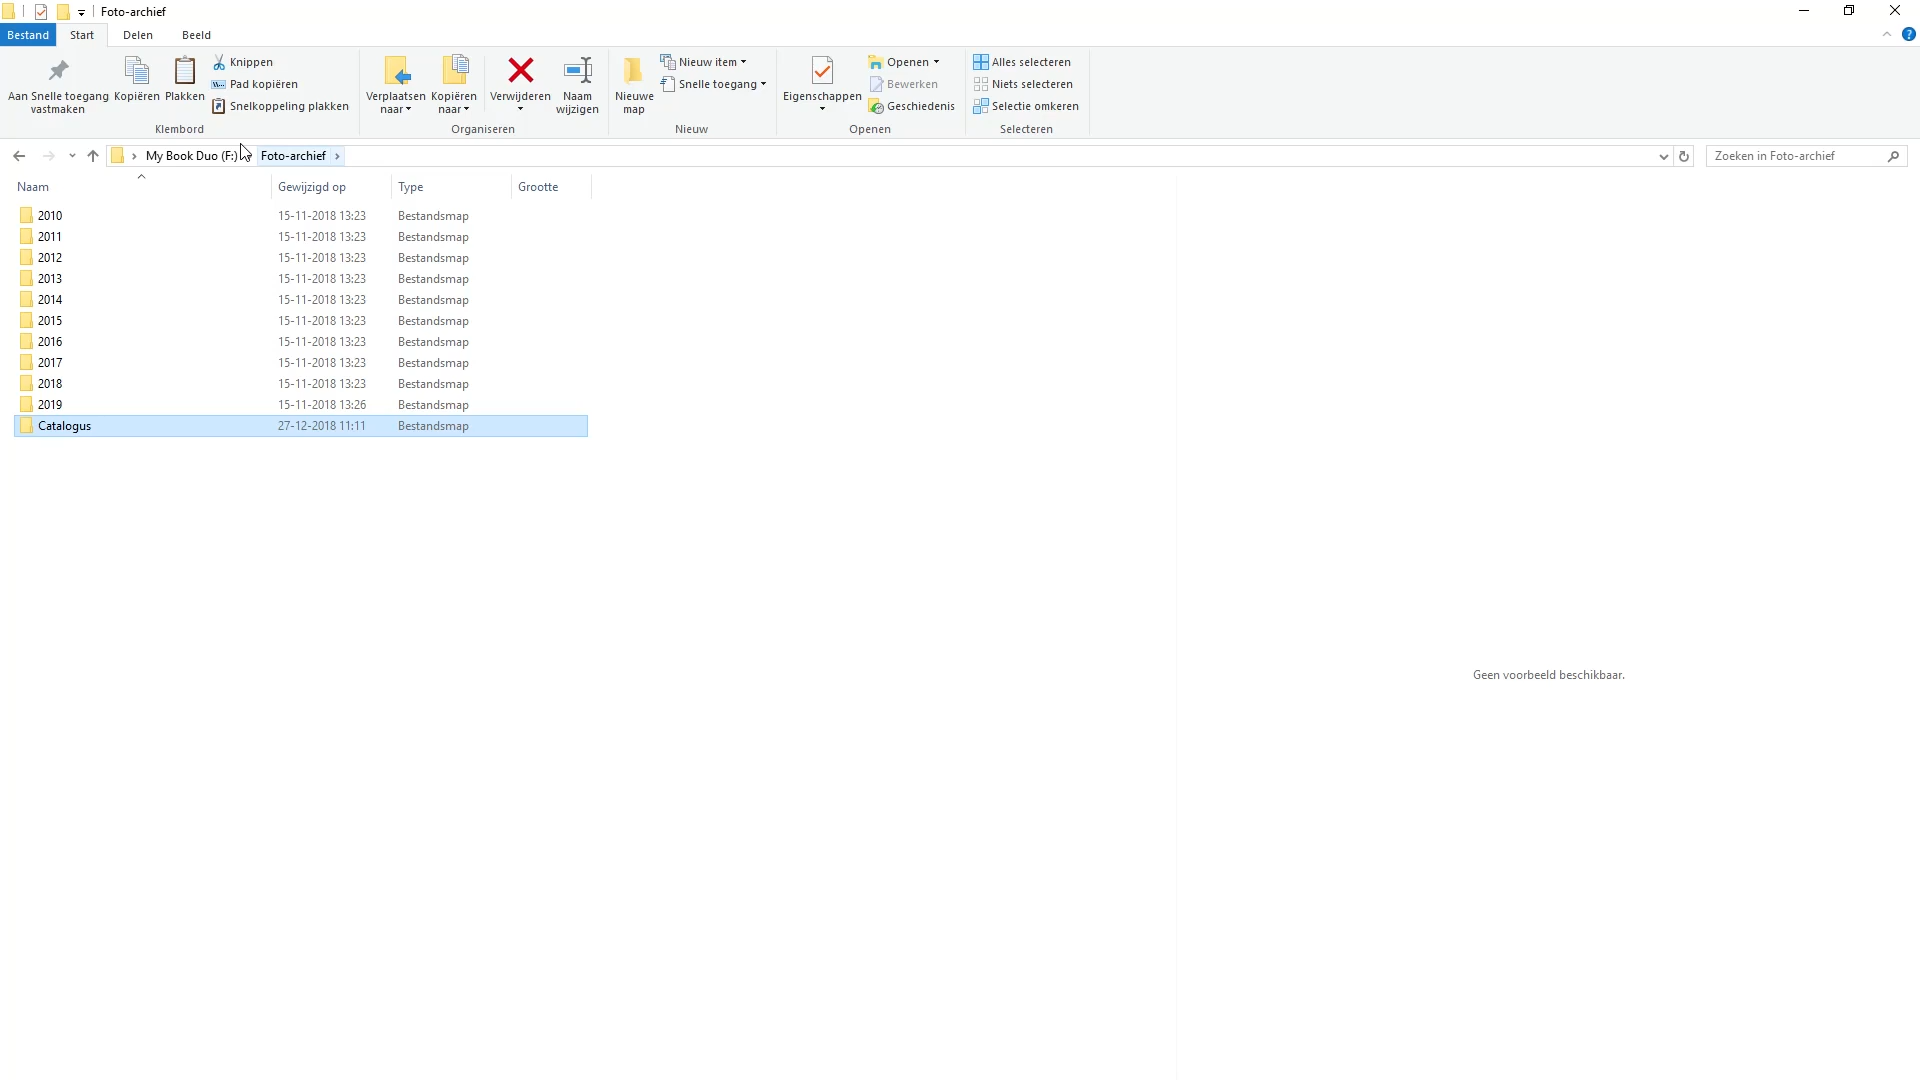 Foto-archief
Bestand Start Delen Beeld
Aan Snelle toegang vastmaken
Kopiëren
Plakken
Knippen
Pad kopiëren
Snelkoppeling plakken
Klembord
Verplaatsen naar
Kopiëren naar
Verwijderen
Naam wijzigen
Organiseren
Nieuwe map
Nieuw item
Snelle toegang
Nieuw
Eigenschappen
Openen
Bewerken
Geschiedenis
Openen
Alles selecteren
Niets selecteren
Selectie omkeren
Selecteren
My Book Duo (F:) Foto-archief
Zoeken in Foto-archief
Naam Gewijzigd op Type Grootte
2010 15-11-2018 13:23 Bestandsmap
2011 15-11-2018 13:23 Bestandsmap
2012 15-11-2018 13:23 Bestandsmap
2013 15-11-2018 13:23 Bestandsmap
2014 15-11-2018 13:23 Bestandsmap
2015 15-11-2018 13:23 Bestandsmap
2016 15-11-2018 13:23 Bestandsmap
2017 15-11-2018 13:23 Bestandsmap
2018 15-11-2018 13:23 Bestandsmap
2019 15-11-2018 13:26 Bestandsmap
Catalogus 27-12-2018 11:11 Bestandsmap
Geen voorbeeld beschikbaar.